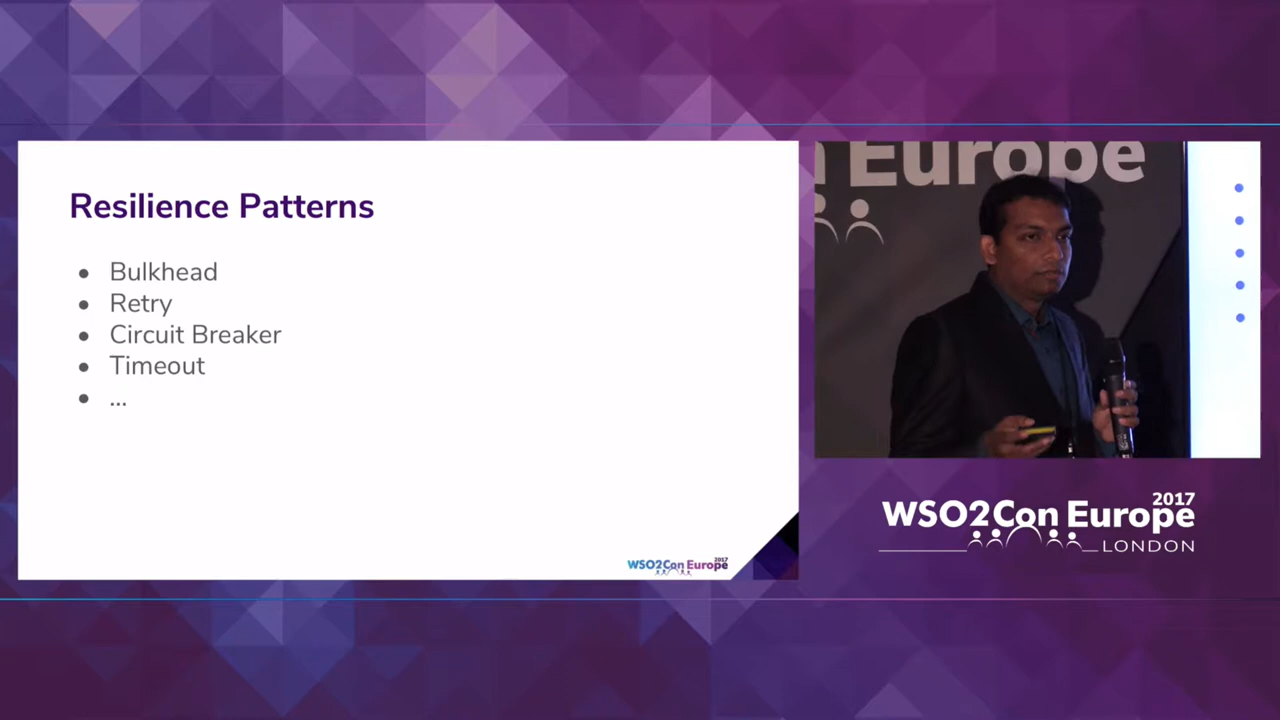 Resilience Patterns
● Bulkhead
● Retry
● Circuit Breaker
● Timeout
● ...
WSO2Con Europe 2017
Europe
2017
WSO2Con Europe
LONDON